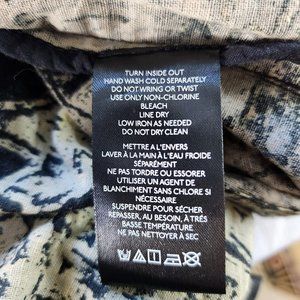 TURN INSIDE OUT
HAND WASH COLD SEPARATELY
DO NOT WRING OR TWIST
USE ONLY NON-CHLORINE
BLEACH
LINE DRY
LOW IRON AS NEEDED
DO NOT DRY CLEAN
METTRE A L'ENVERS
LAVER À LA MAIN À L'EAU FROIDE
SÉPARÉMENT
NE PAS TORDRE OU ESSORER
UTILISER UN AGENT DE
BLANCHIMENT SANS CHLORE SI
NÉCESSAIRE
SUSPENDRE POUR SÉCHER
REPASSER, AU BESOIN, À TRÈS
BASSE TEMPÉRATURE
NE PAS NETTOYER À SEC